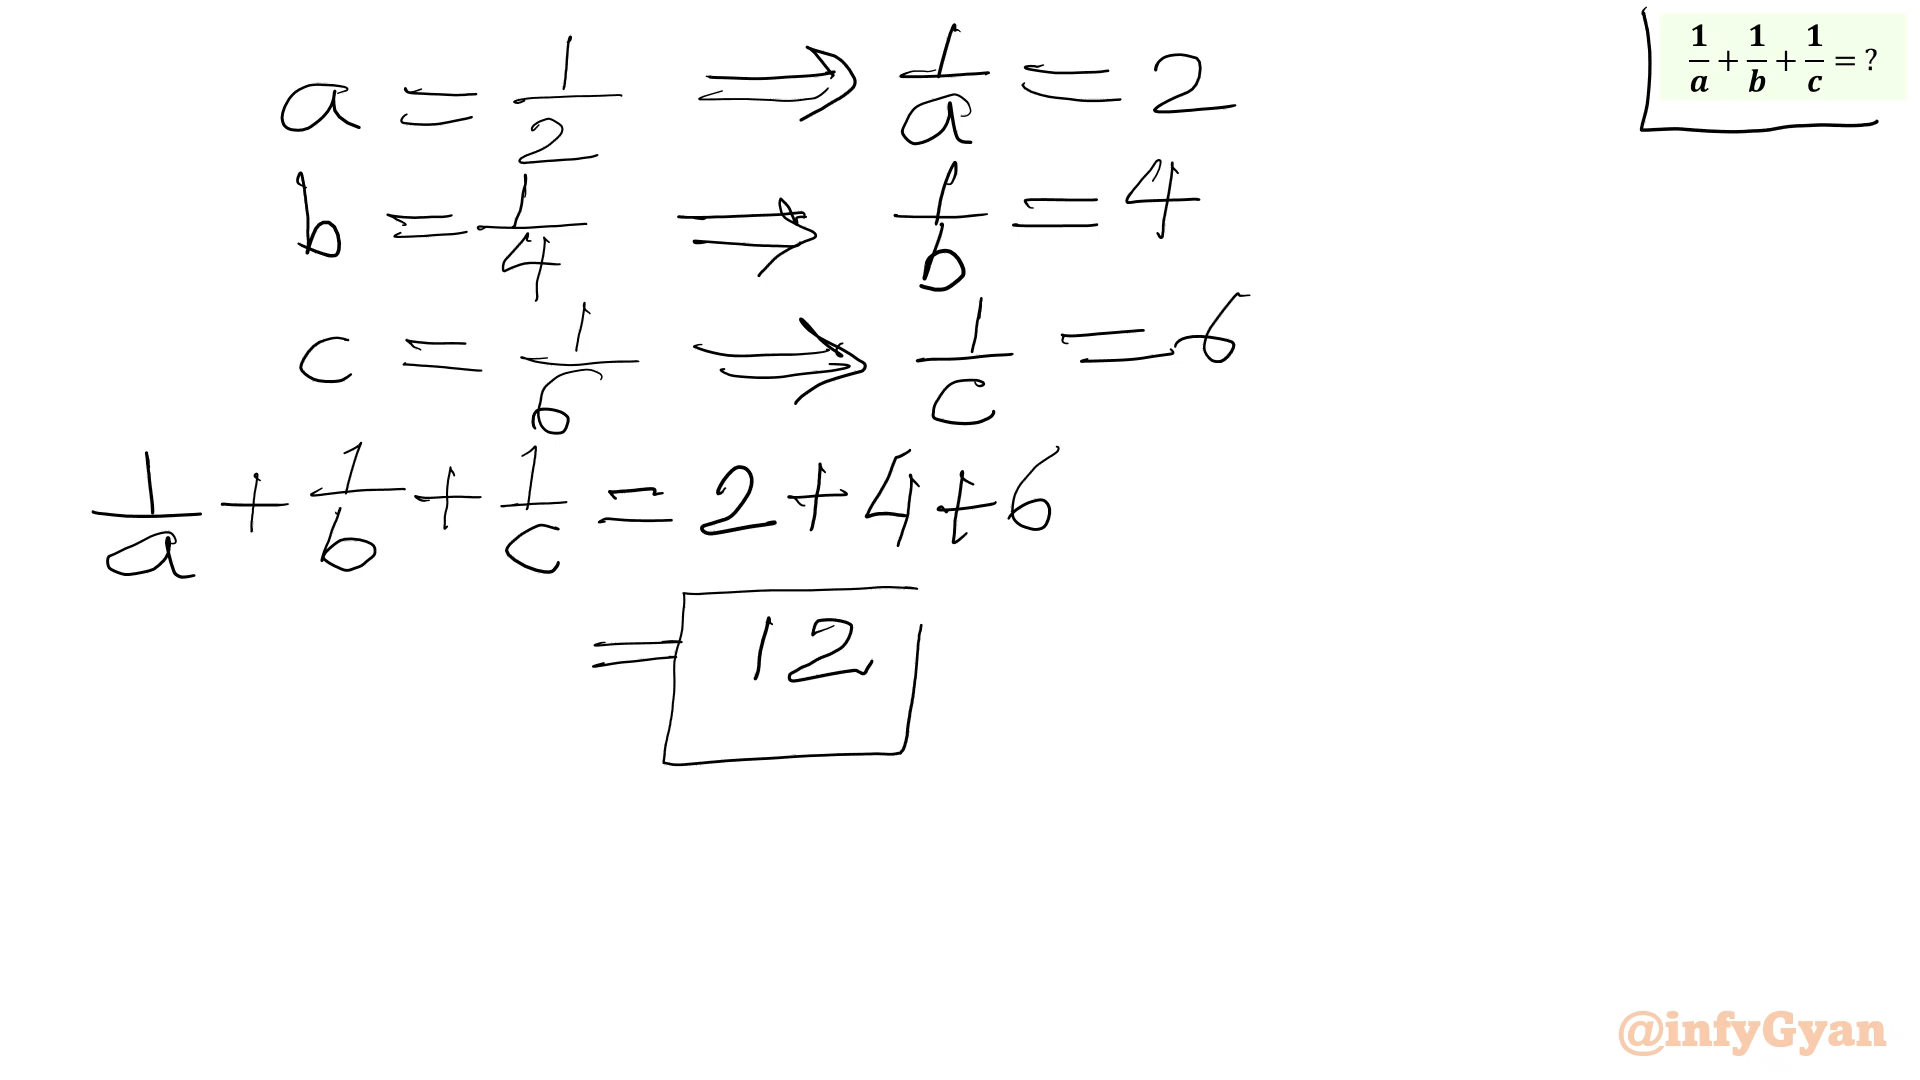 a = 1/2 ⟹ 1/a = 2
1/a + 1/b + 1/c = ?
b = 1/4 ⟹ 1/b = 4
c = 1/6 ⟹ 1/c = 6
1/a + 1/b + 1/c = 2 + 4 + 6
= 12
@infyGyan